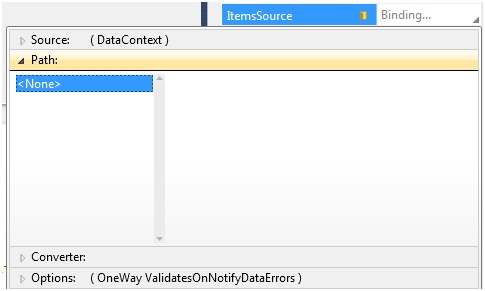 ItemsSource Binding...
Source: ( DataContext )
Path:
<None>
Converter:
Options: ( OneWay ValidatesOnNotifyDataErrors )